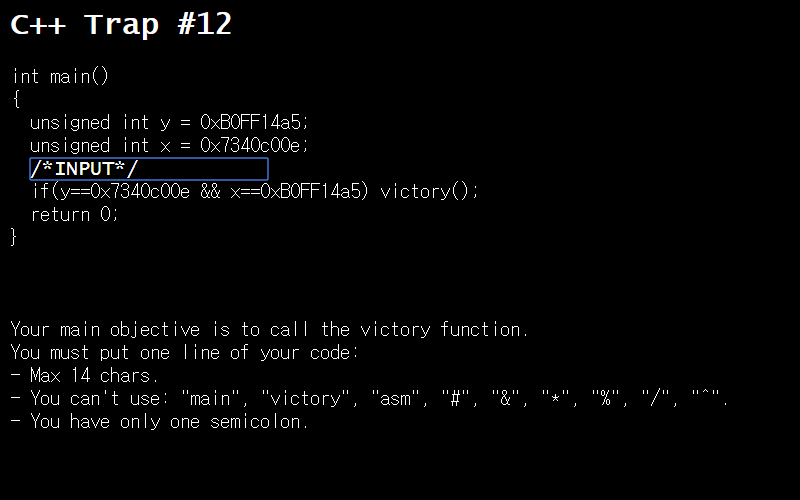 C++ Trap #12
int main()
{
unsigned int y = 0xB0FF14a5;
unsigned int x = 0x7340c00e;
/*INPUT*/
if(y==0x7340c00e && x==0xB0FF14a5) victory();
return 0;
}
Your main objective is to call the victory function.
You must put one line of your code:
- Max 14 chars.
- You can't use: "main", "victory", "asm", "#", "&", "*", "%", "/", "^".
- You have only one semicolon.